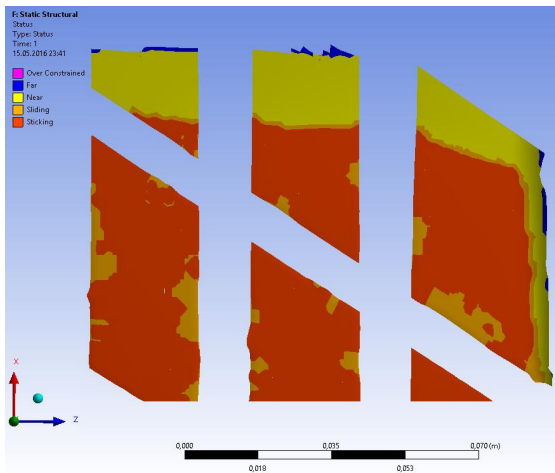 F: Static Structural
Status
Type: Status
Time: 1
15.05.2016 23:41
Over Constrained
Far
Near
Sliding
Sticking
X
Z
0,000
0,035
0,070 (m)
0,018
0,053